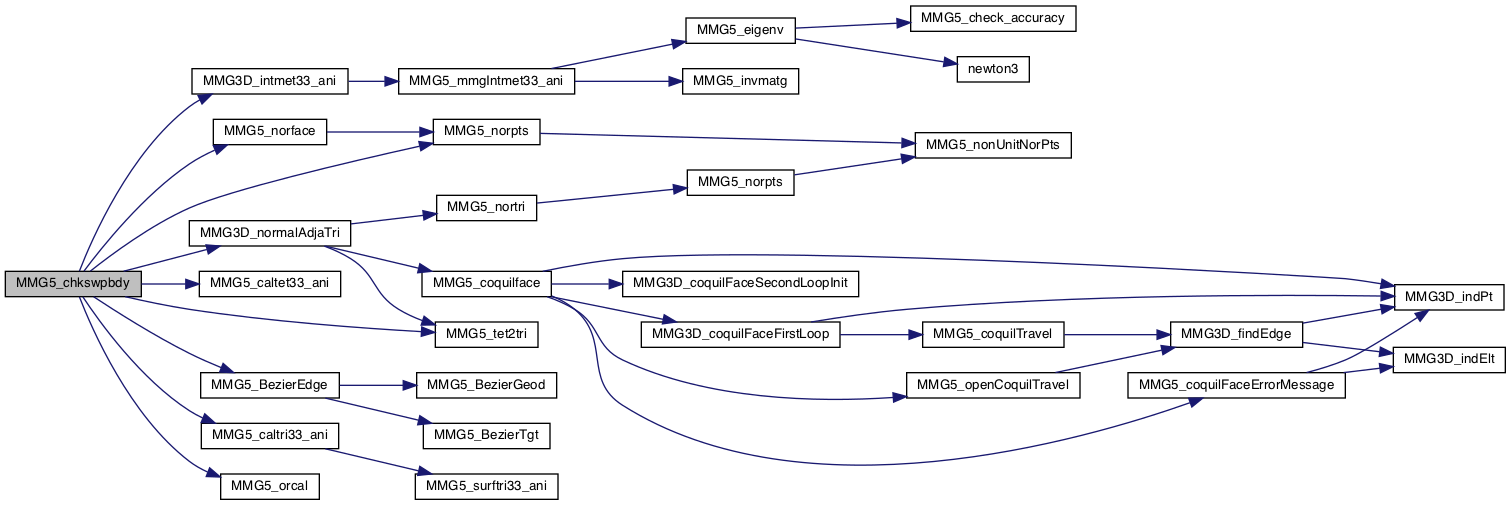 MMG5_chkswpbdy
MMG3D_intmet33_ani
MMG5_mmgIntmet33_ani
MMG5_eigenv
MMG5_check_accuracy
newton3
MMG5_invmatg
MMG5_norface
MMG5_norpts
MMG5_nonUnitNorPts
MMG5_norpts
MMG5_nortri
MMG3D_normalAdjaTri
MMG5_caltet33_ani
MMG5_coquilface
MMG3D_coquilFaceSecondLoopInit
MMG3D_indPt
MMG5_tet2tri
MMG3D_coquilFaceFirstLoop
MMG5_coquilTravel
MMG3D_findEdge
MMG3D_indElt
MMG5_BezierEdge
MMG5_BezierGeod
MMG5_openCoquilTravel
MMG5_coquilFaceErrorMessage
MMG5_caltri33_ani
MMG5_BezierTgt
MMG5_orcal
MMG5_surftri33_ani